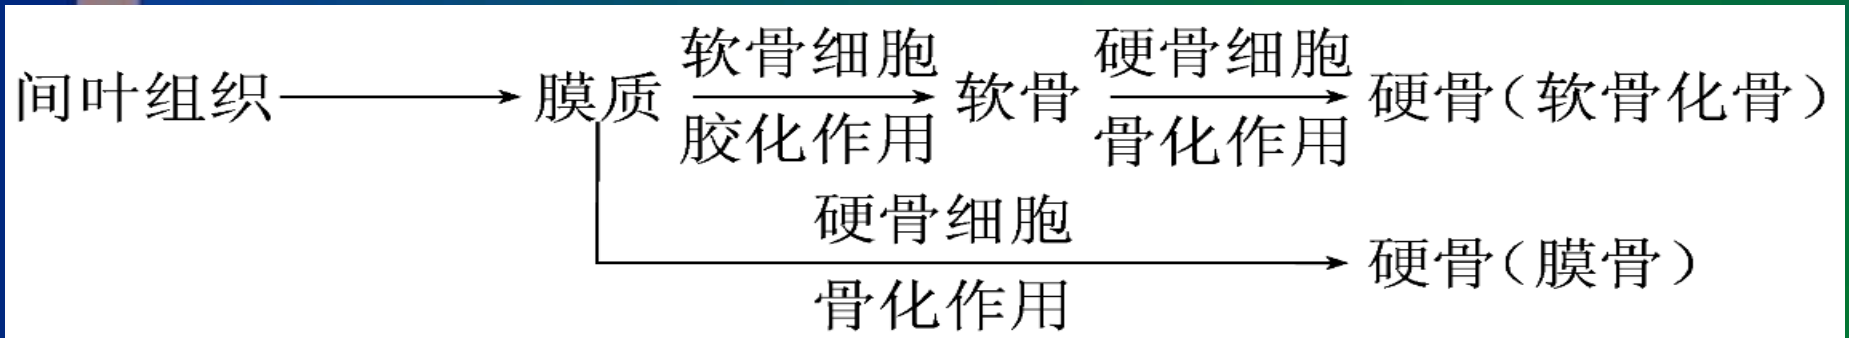 软骨细胞 硬骨细胞
间叶组织 膜质 软骨 硬骨（软骨化骨）
胶化作用 骨化作用
硬骨细胞
硬骨（膜骨）
骨化作用